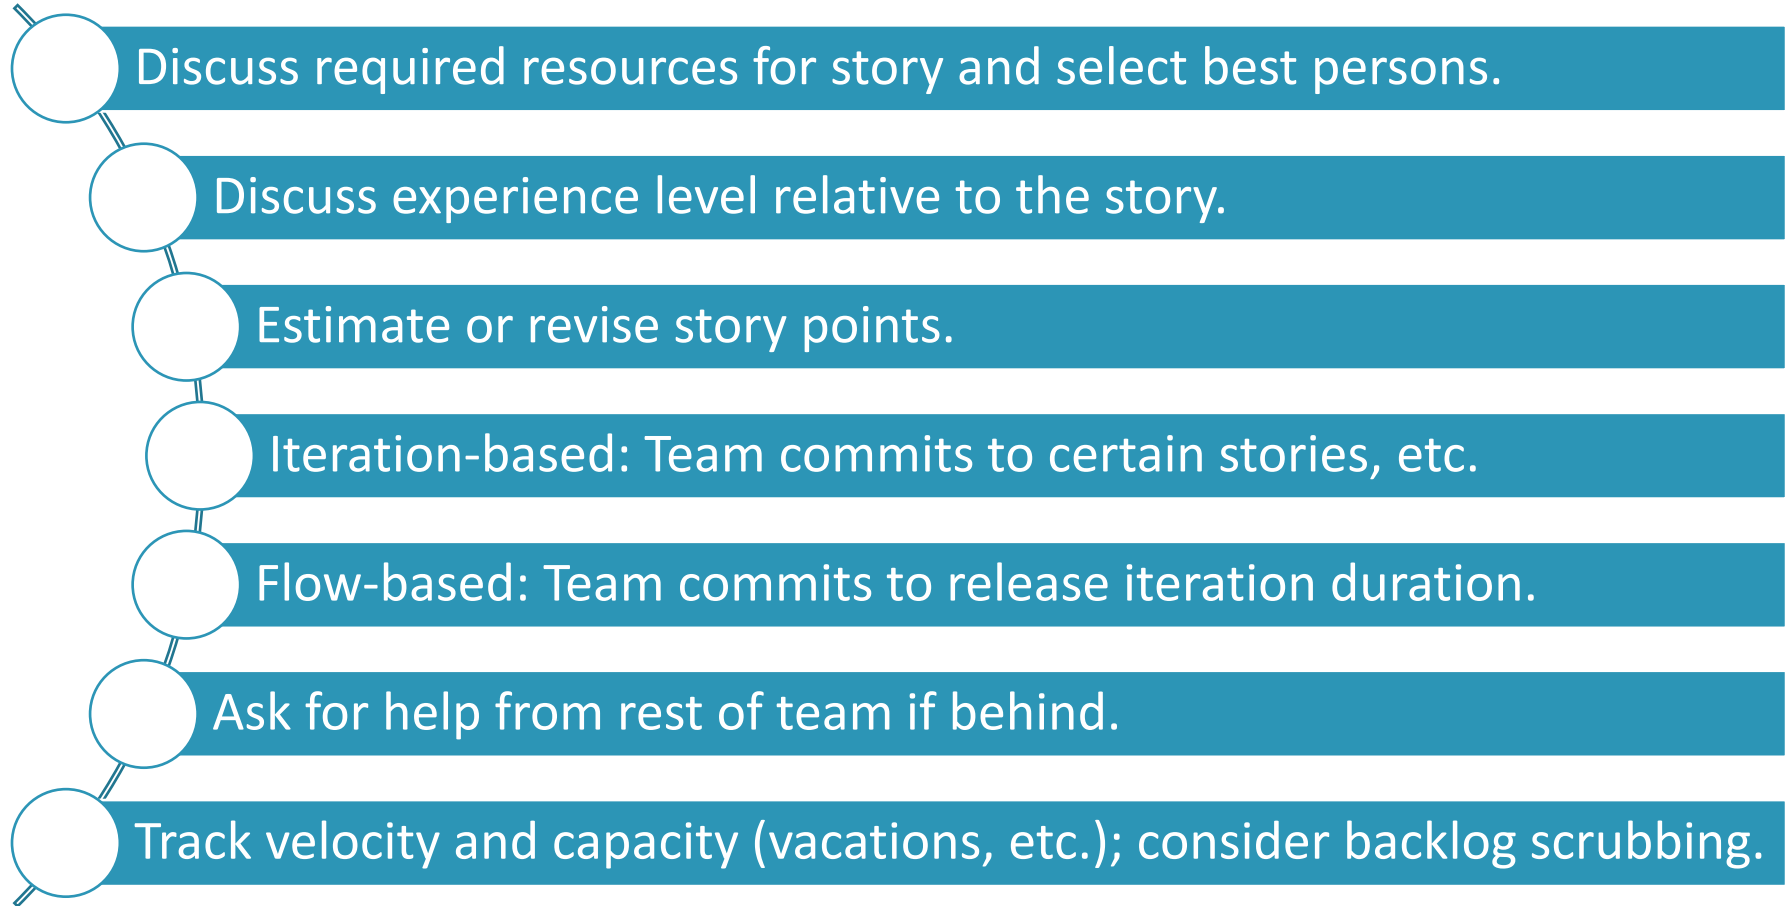 Discuss required resources for story and select best persons.
Discuss experience level relative to the story.
Estimate or revise story points.
Iteration-based: Team commits to certain stories, etc.
Flow-based: Team commits to release iteration duration.
Ask for help from rest of team if behind.
Track velocity and capacity (vacations, etc.); consider backlog scrubbing.